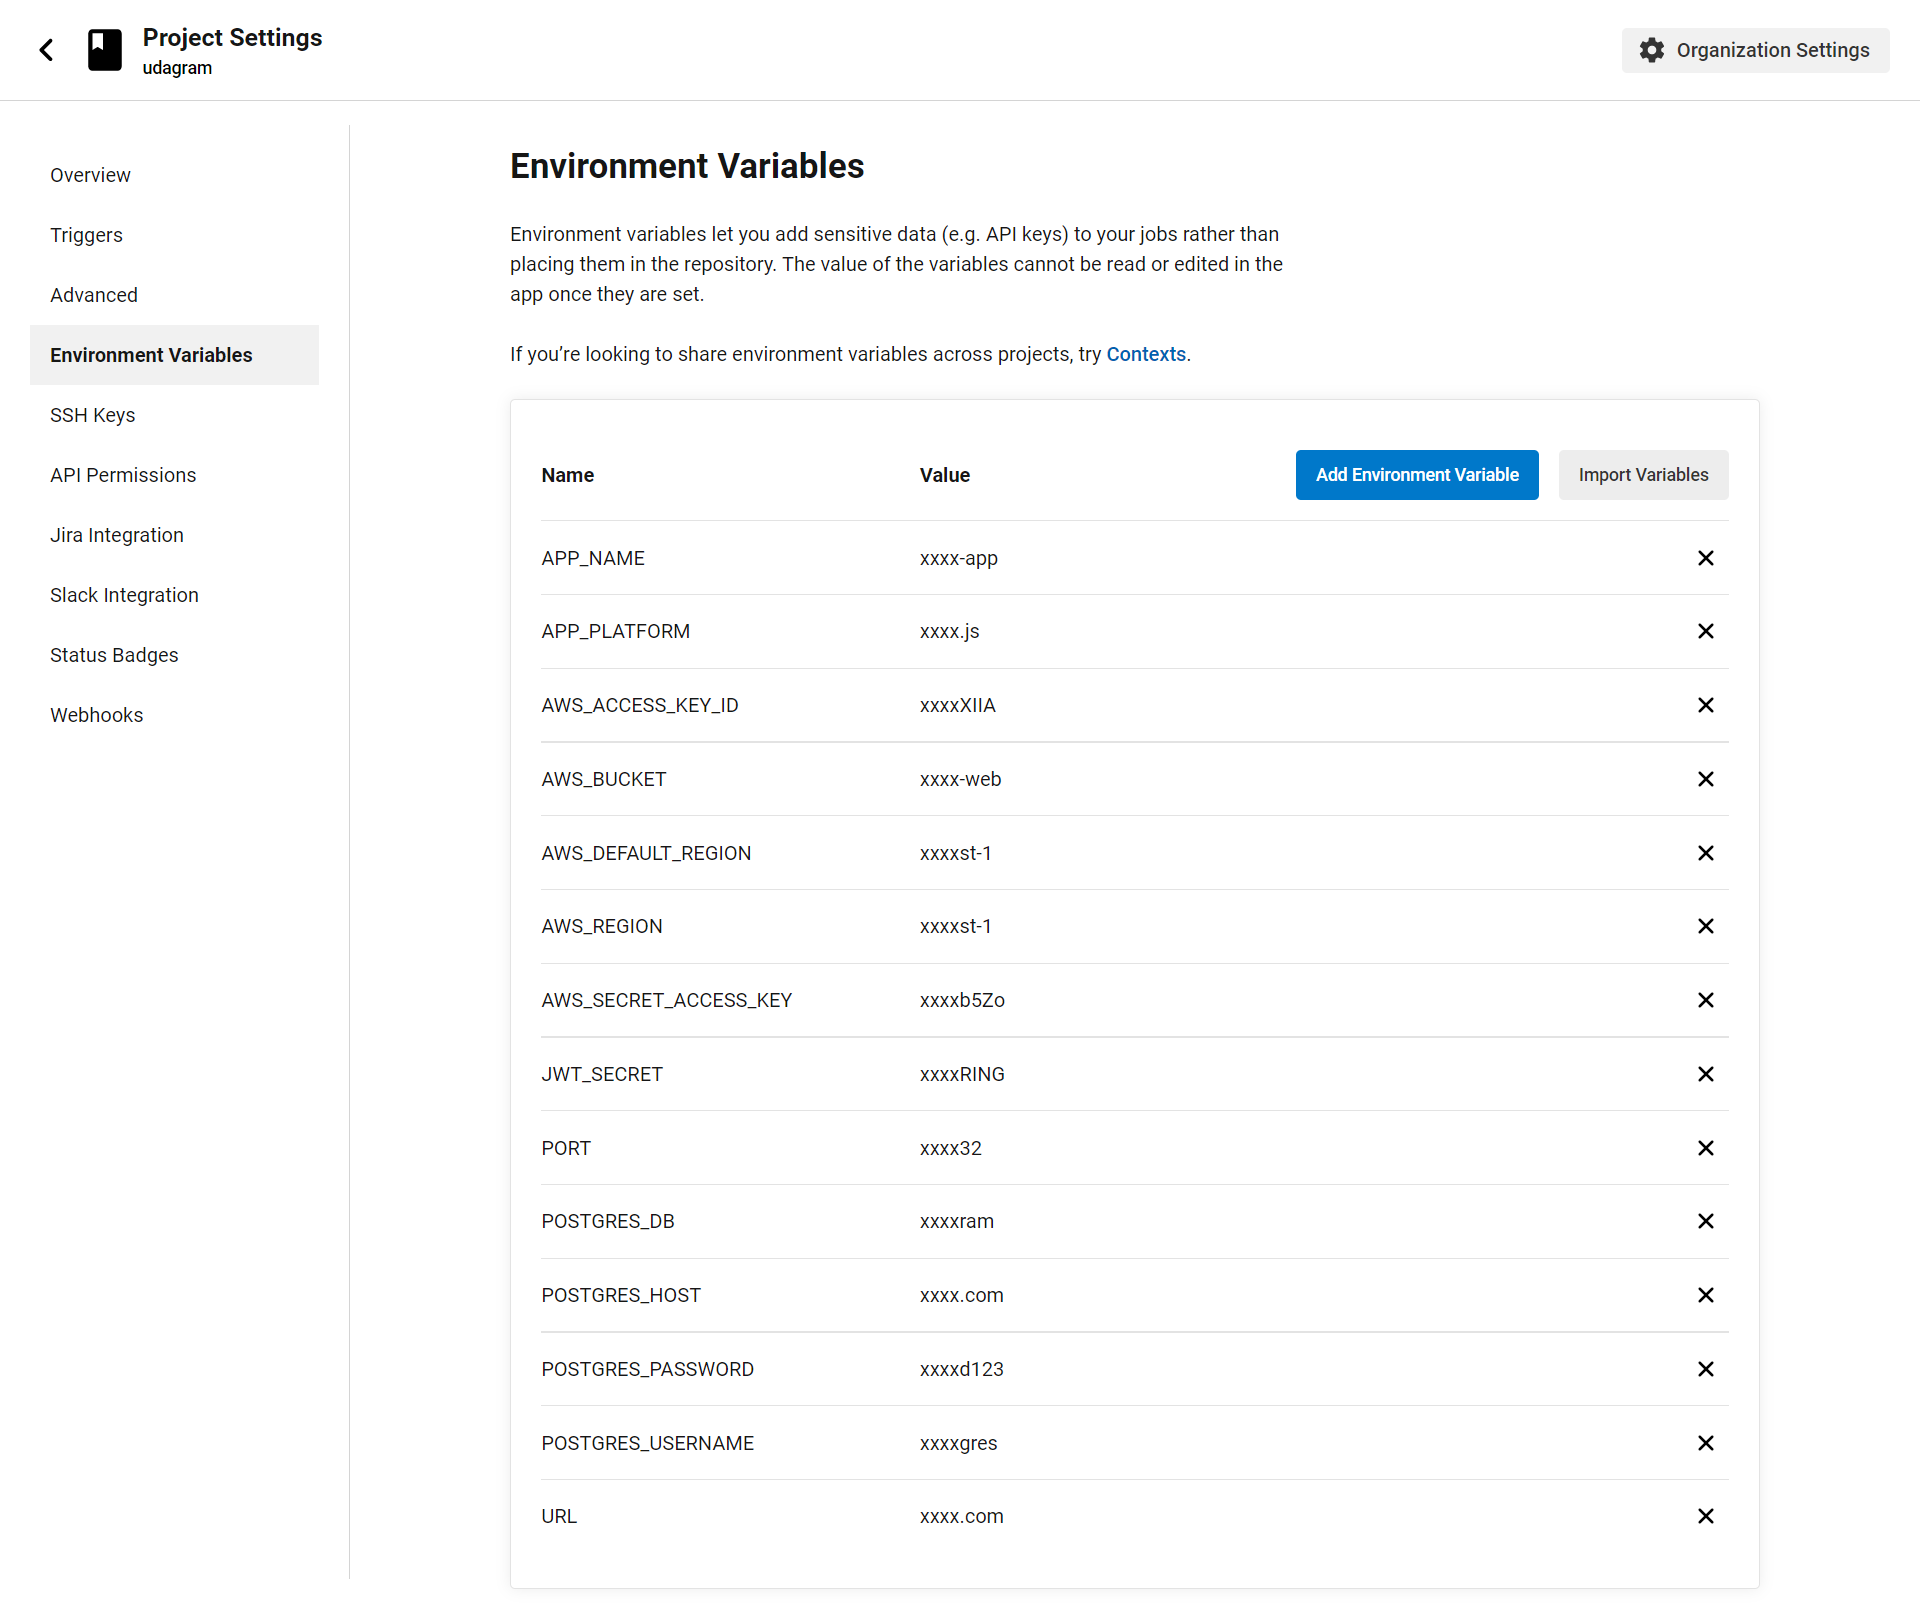 Project Settings
udagram
Organization Settings
Overview
Triggers
Advanced
Environment Variables
SSH Keys
API Permissions
Jira Integration
Slack Integration
Status Badges
Webhooks
Environment Variables
Environment variables let you add sensitive data (e.g. API keys) to your jobs rather than
placing them in the repository. The value of the variables cannot be read or edited in the
app once they are set.
If you’re looking to share environment variables across projects, try Contexts.
Name Value Add Environment Variable Import Variables
APP_NAME xxxx-app
APP_PLATFORM xxxx.js
AWS_ACCESS_KEY_ID xxxxXIIA
AWS_BUCKET xxxx-web
AWS_DEFAULT_REGION xxxxst-1
AWS_REGION xxxxst-1
AWS_SECRET_ACCESS_KEY xxxxb5Zo
JWT_SECRET xxxxRING
PORT xxxx32
POSTGRES_DB xxxxram
POSTGRES_HOST xxxx.com
POSTGRES_PASSWORD xxxxd123
POSTGRES_USERNAME xxxxgres
URL xxxx.com